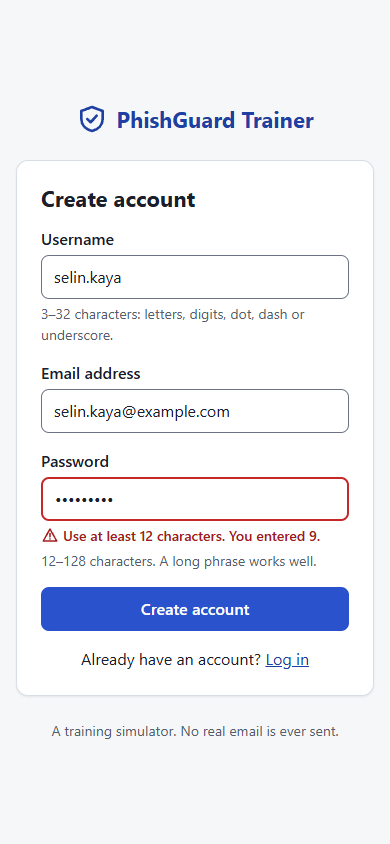 PhishGuard Trainer
Create account
Username
selin.kaya
3–32 characters: letters, digits, dot, dash or
underscore.
Email address
selin.kaya@example.com
Password
•••••••••
Use at least 12 characters. You entered 9.
12–128 characters. A long phrase works well.
Create account
Already have an account? Log in
A training simulator. No real email is ever sent.